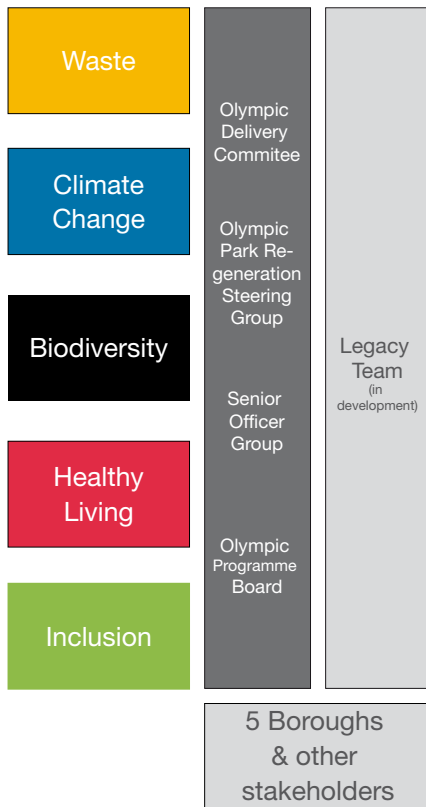 Waste
Climate
Change
Biodiversity
Healthy
Living
Inclusion
Olympic
Delivery
Commitee
Olympic
Park Re-
generation
Steering
Group
Senior
Officer
Group
Olympic
Programme
Board
Legacy
Team
(in
development)
5 Boroughs
& other
stakeholders